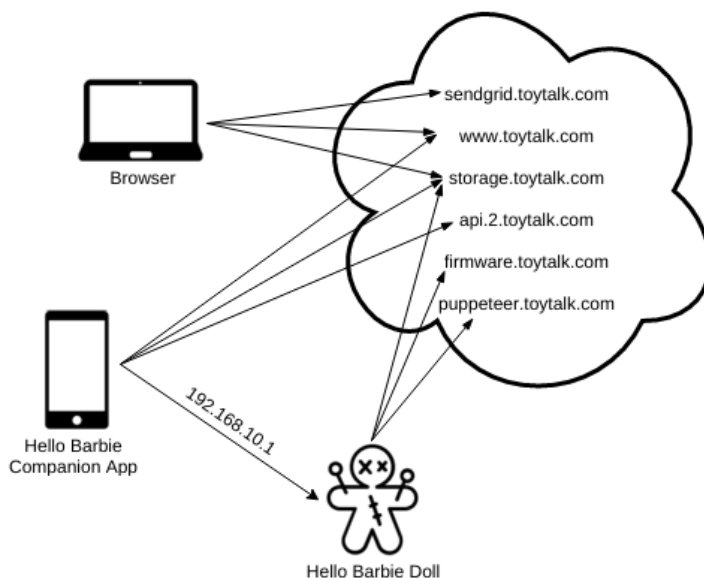 sendgrid.toytalk.com
www.toytalk.com
Browser
storage.toytalk.com
api.2.toytalk.com
firmware.toytalk.com
puppeteer.toytalk.com
192.168.10.1
Hello Barbie
Companion App
Hello Barbie Doll